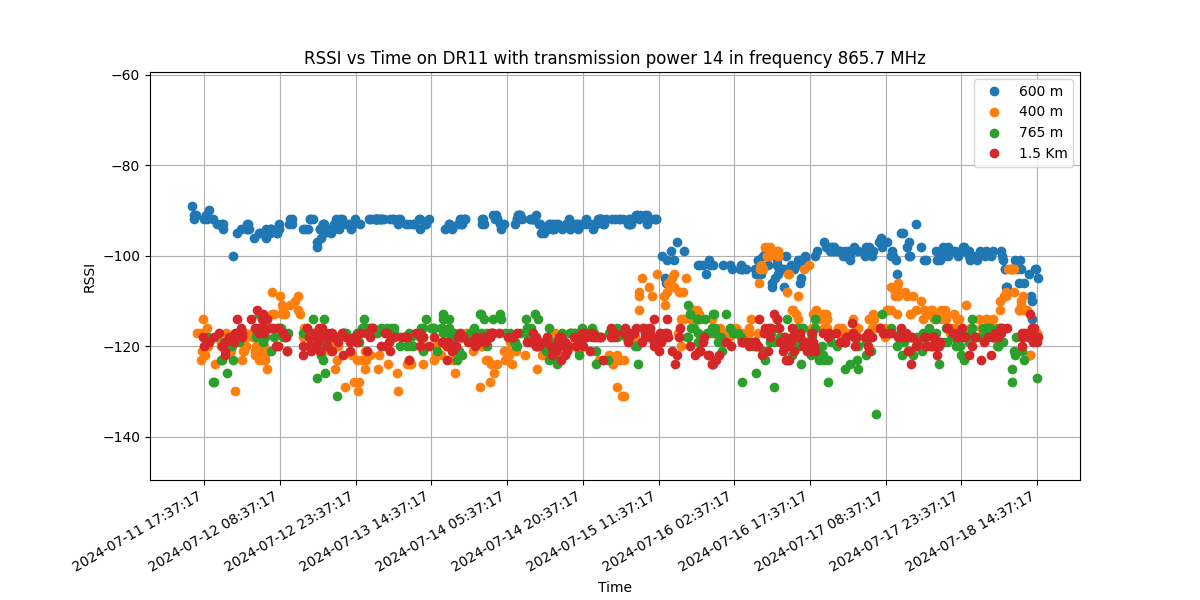 RSSI vs Time on DR11 with transmission power 14 in frequency 865.7 MHz
600 m
400 m
765 m
1.5 Km
RSSI
−60
−80
−100
−120
−140
2024-07-11 17:37:17
2024-07-12 08:37:17
2024-07-12 23:37:17
2024-07-13 14:37:17
2024-07-14 05:37:17
2024-07-14 20:37:17
2024-07-15 11:37:17
2024-07-16 02:37:17
2024-07-16 17:37:17
2024-07-17 08:37:17
2024-07-17 23:37:17
2024-07-18 14:37:17
Time